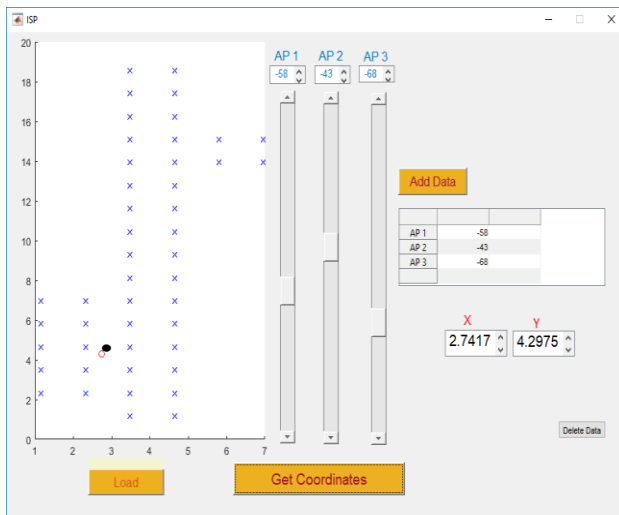 ISP
AP 1 AP 2 AP 3
-58 -43 -68
20
18
16
14
12
10
8
6
4
2
0
1 2 3 4 5 6 7
Add Data
AP 1 -58
AP 2 -43
AP 3 -68
X Y
2.7417 4.2975
Delete Data
Load
Get Coordinates